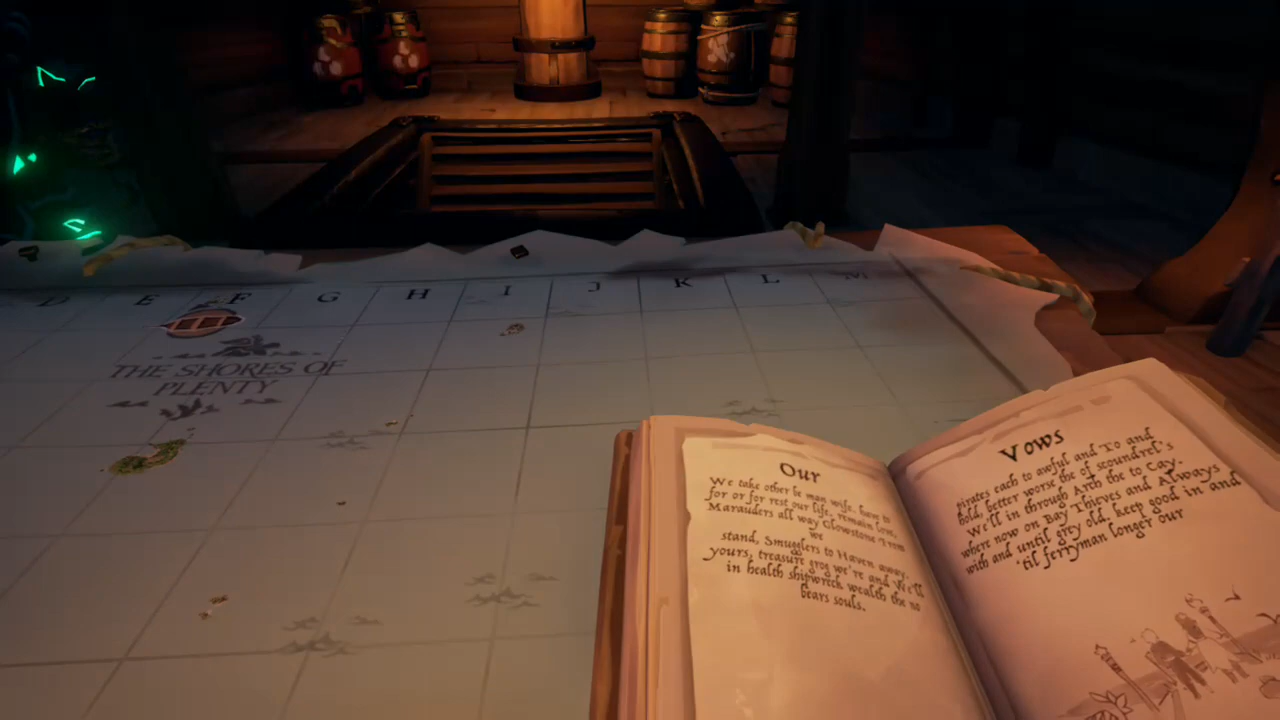 D E F G H I J K L M
THE SHORES OF
PLENTY
Our
We take other be man wife, have to
for or for rest our life, remain love,
Marauders all way Glowstone From
we
stand, Smugglers to Haven away.
yours, treasure grog we're and We'll
in health shipwreck wealth the no
bears souls.
Vows
pirates each to awful and To and
hold, better worse the of scoundrel's
We'll in through Arch the to Cay.
where now on Bay Thieves and Always
with and until grey old, keep good in and
'til ferryman longer our